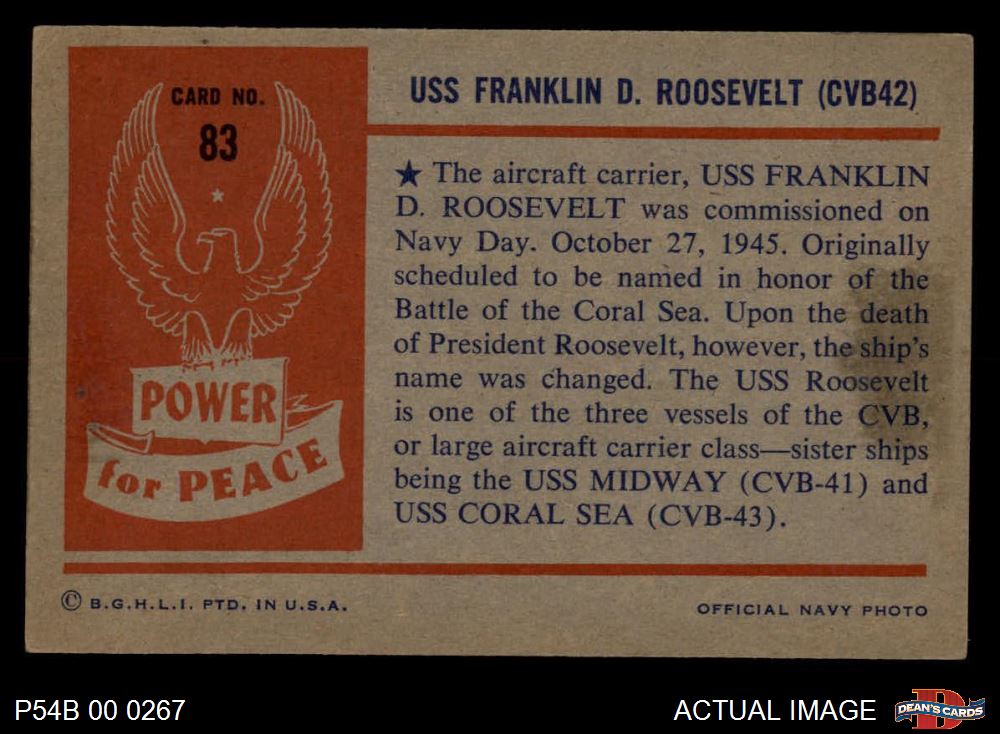 CARD NO.
83
POWER
for PEACE
USS FRANKLIN D. ROOSEVELT (CVB42)
★ The aircraft carrier, USS FRANKLIN
D. ROOSEVELT was commissioned on
Navy Day. October 27, 1945. Originally
scheduled to be named in honor of the
Battle of the Coral Sea. Upon the death
of President Roosevelt, however, the ship's
name was changed. The USS Roosevelt
is one of the three vessels of the CVB,
or large aircraft carrier class—sister ships
being the USS MIDWAY (CVB-41) and
USS CORAL SEA (CVB-43).
© B.G.H.L.I. PTD. IN U.S.A.
OFFICIAL NAVY PHOTO
P54B 00 0267
ACTUAL IMAGE
D
DEAN'S CARDS